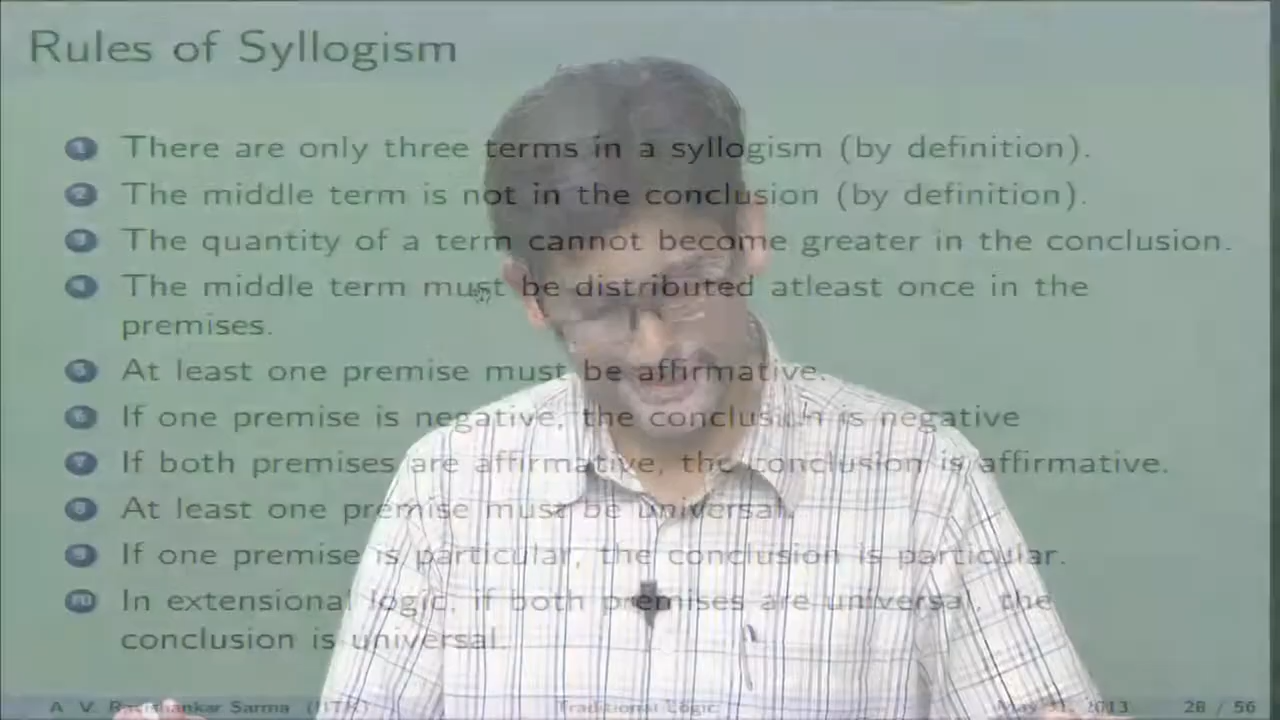 Rules of Syllogism
1 There are only three terms in a syllogism (by definition).
2 The middle term is not in the conclusion (by definition).
3 The quantity of a term cannot become greater in the conclusion.
4 The middle term must be distributed atleast once in the
premises.
5 At least one premise must be affirmative.
6 If one premise is negative, the conclusion is negative
7 If both premises are affirmative, the conclusion is affirmative.
8 At least one premise must be universal.
9 If one premise is particular, the conclusion is particular.
10 In extensional logic, if both premises are universal, the
conclusion is universal.
A. V. Ravishankar Sarma (IITK) Traditional Logic May 31, 2013 28 / 56